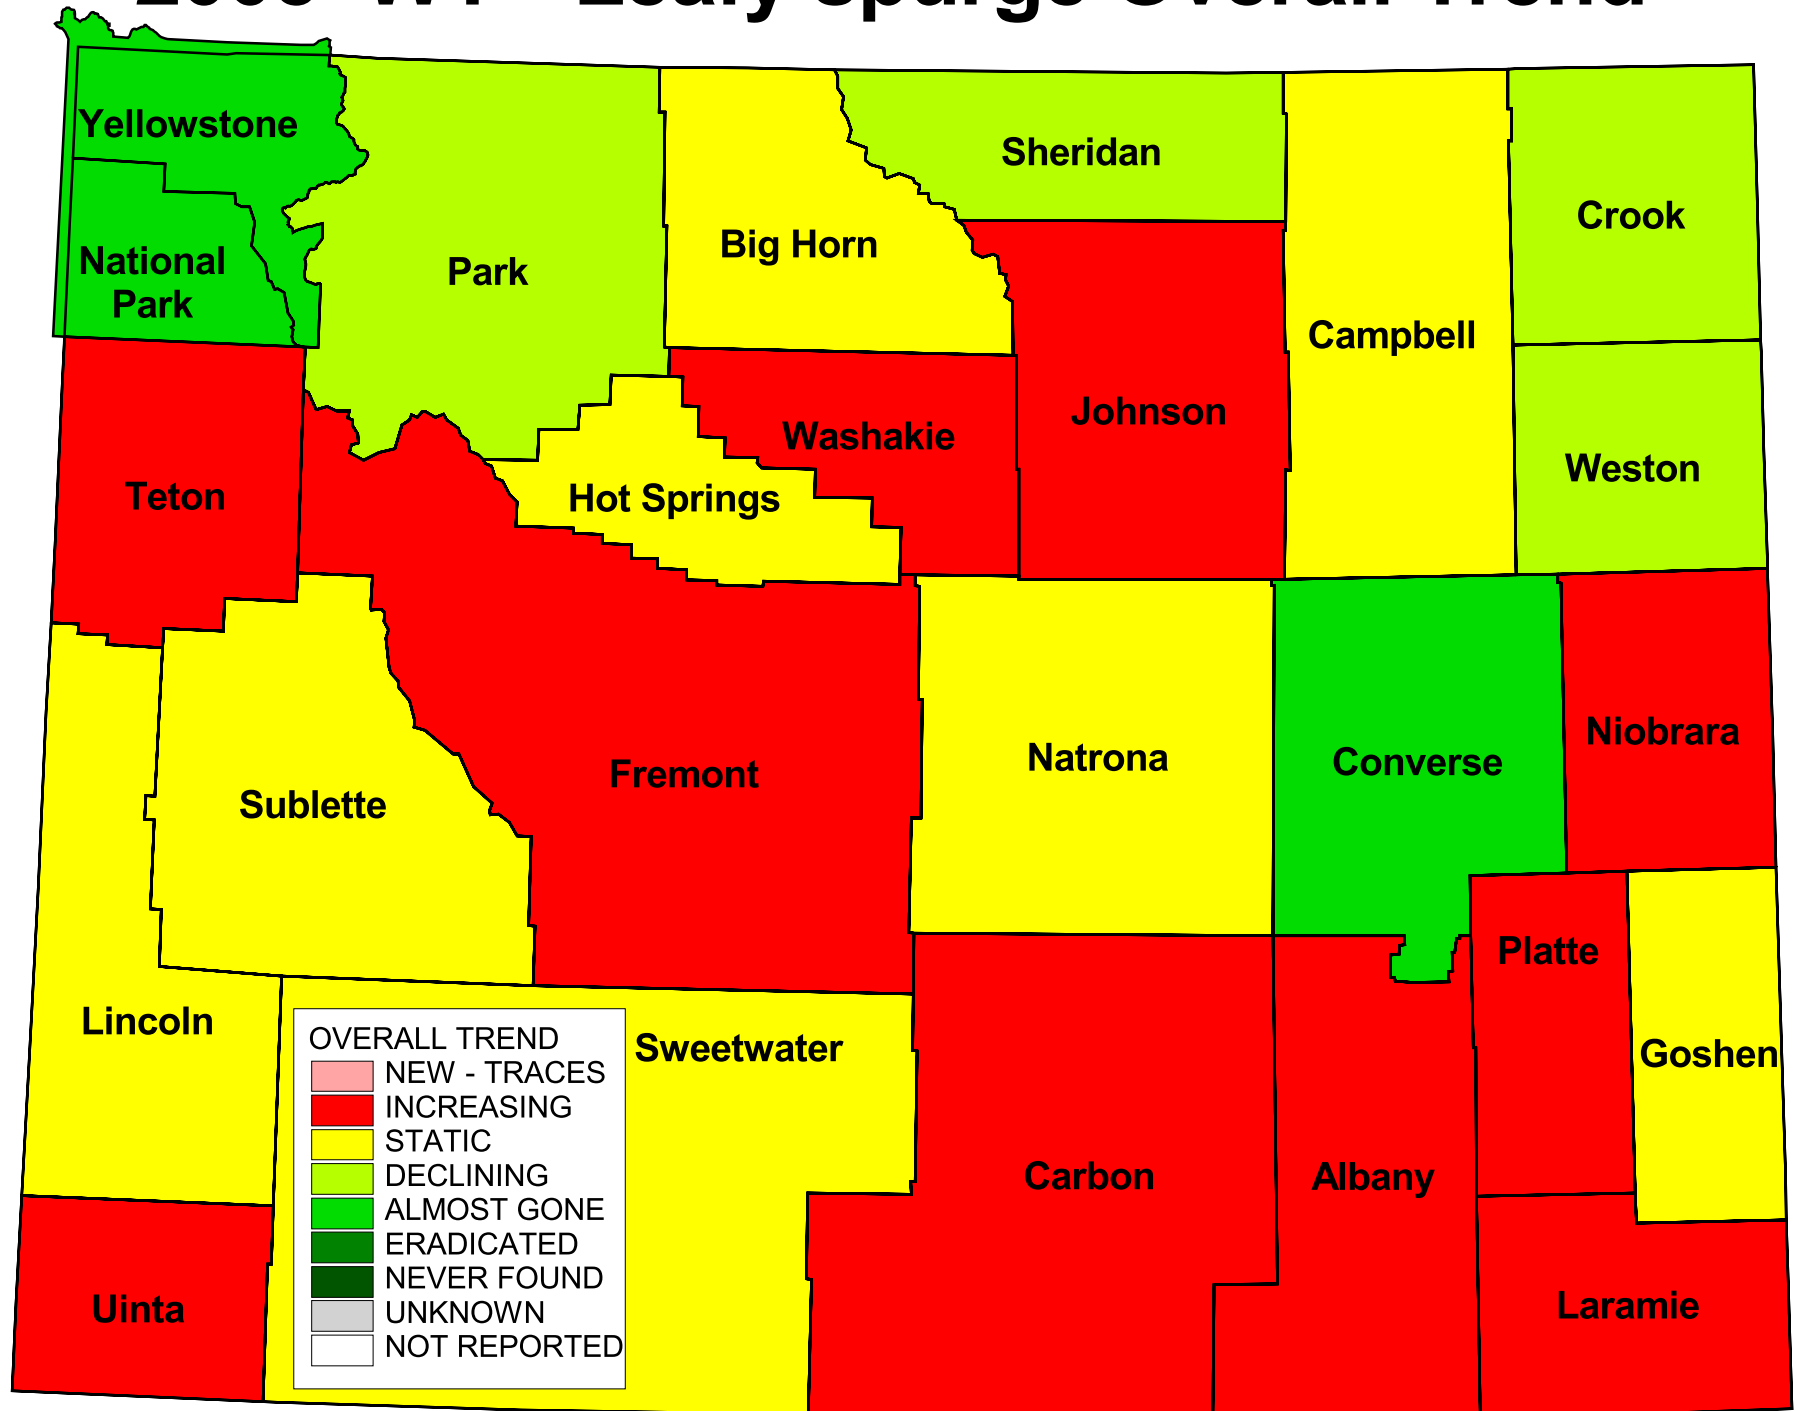 Yellowstone
National
Park
Park
Big Horn
Sheridan
Campbell
Crook
Teton
Hot Springs
Washakie
Johnson
Weston
Sublette
Fremont
Natrona
Converse
Niobrara
Lincoln
Sweetwater
Platte
Goshen
Uinta
Carbon
Albany
Laramie
OVERALL TREND
NEW - TRACES
INCREASING
STATIC
DECLINING
ALMOST GONE
ERADICATED
NEVER FOUND
UNKNOWN
NOT REPORTED